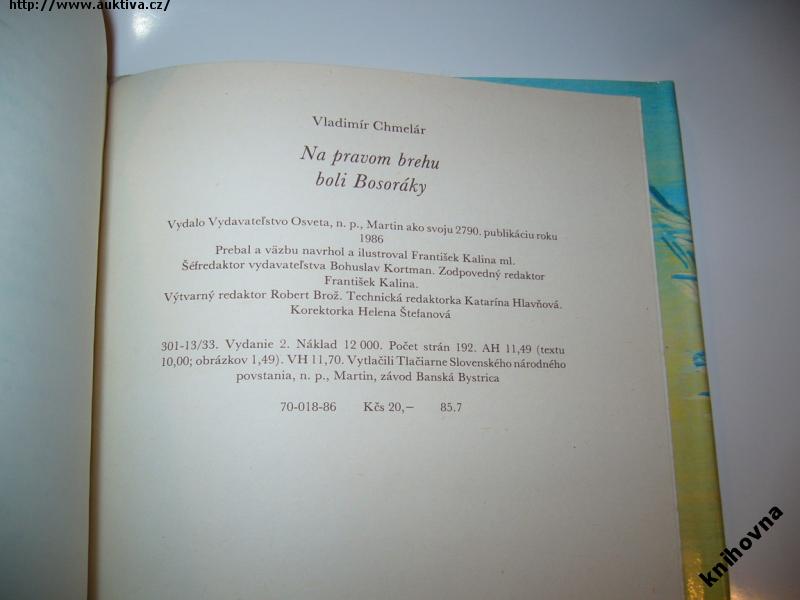 http://www.auktiva.cz/
Vladimír Chmelár
Na pravom brehu
boli Bosoráky
Vydalo Vydavateľstvo Osveta, n. p., Martin ako svoju 2790. publikáciu roku
1986
Prebal a väzbu navrhol a ilustroval František Kalina ml.
Šéfredaktor vydavateľstva Bohuslav Kortman. Zodpovedný redaktor
František Kalina.
Výtvarný redaktor Robert Brož. Technická redaktorka Katarína Hlavňová.
Korektorka Helena Štefanová
301-13/33. Vydanie 2. Náklad 12 000. Počet strán 192. AH 11,49 (textu
10,00; obrázkov 1,49). VH 11,70. Vytlačili Tlačiarne Slovenského národného
povstania, n. p., Martin, závod Banská Bystrica
70-018-86 Kčs 20,— 85.7
knihovna